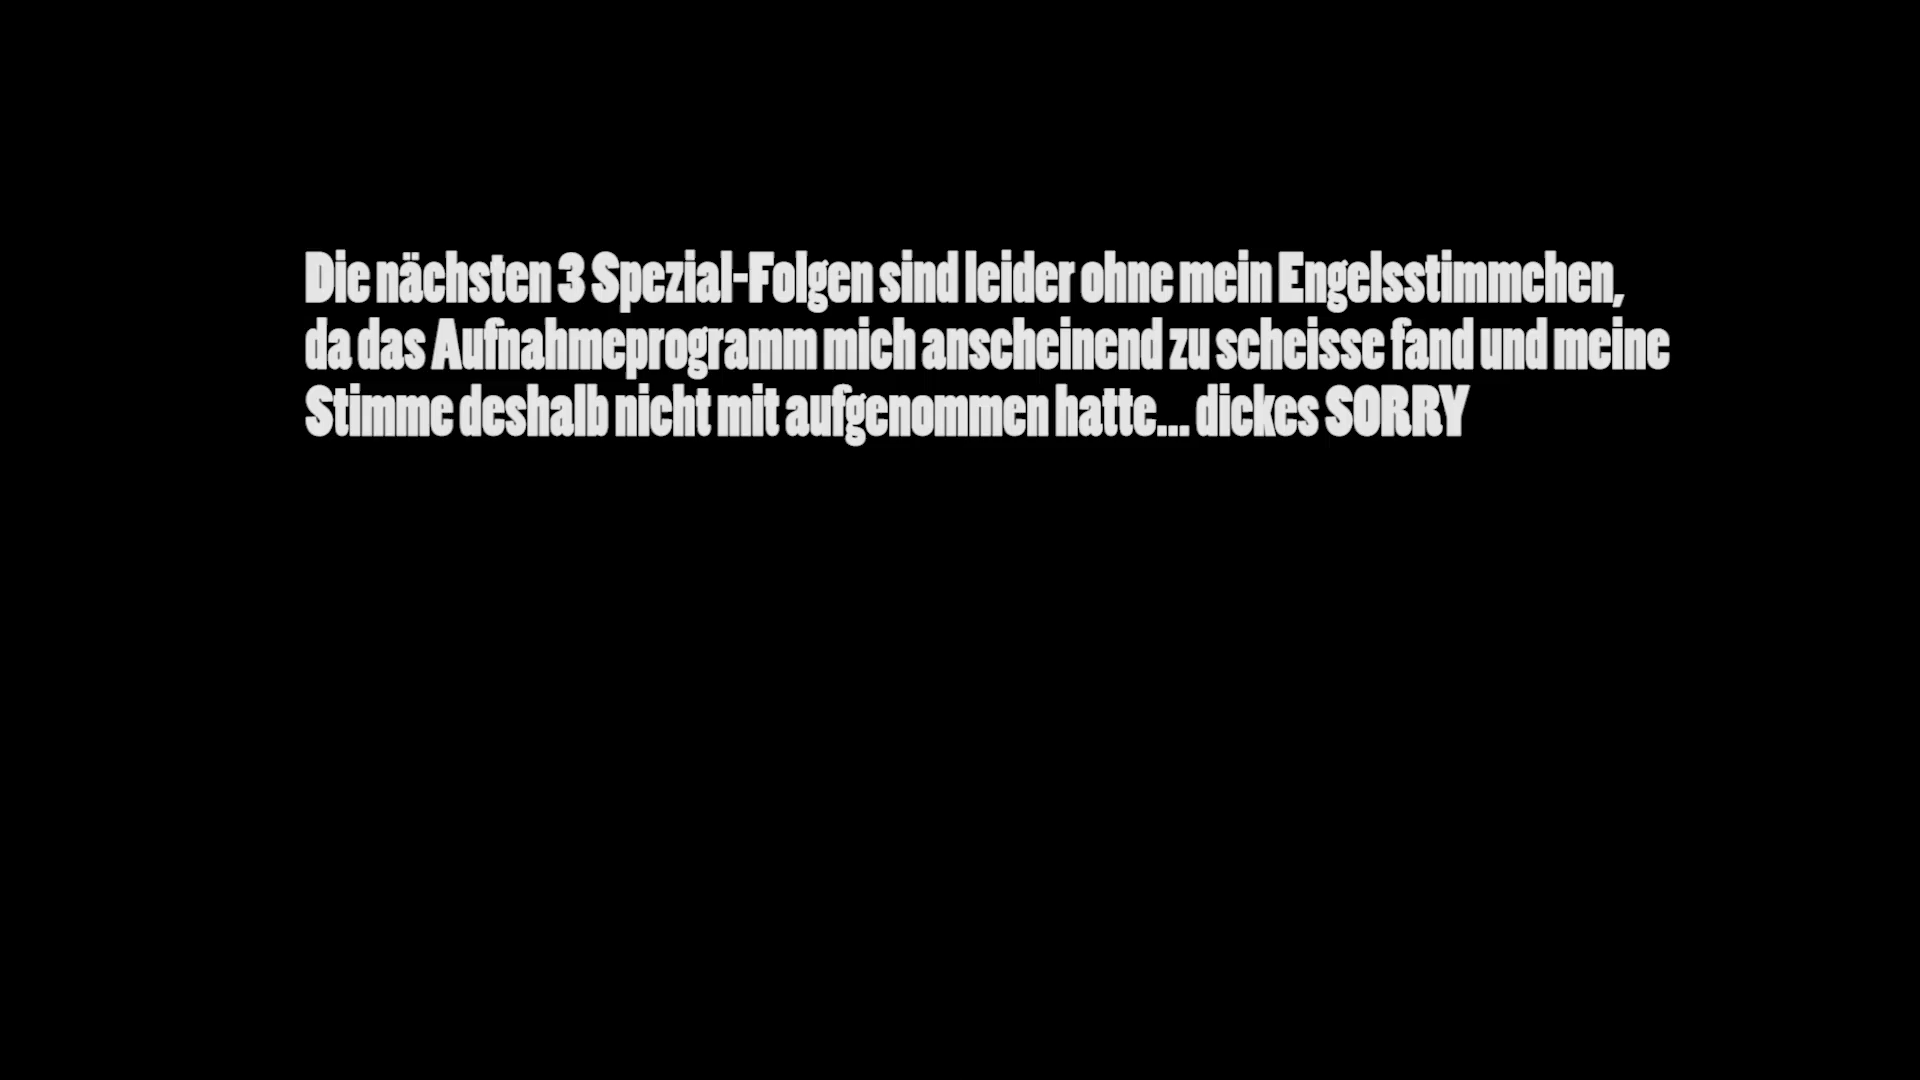 Die nächsten 3 Spezial-Folgen sind leider ohne mein Engelsstimmchen,
da das Aufnahmeprogramm mich anscheinend zu scheisse fand und meine
Stimme deshalb nicht mit aufgenommen hatte... dickes SORRY